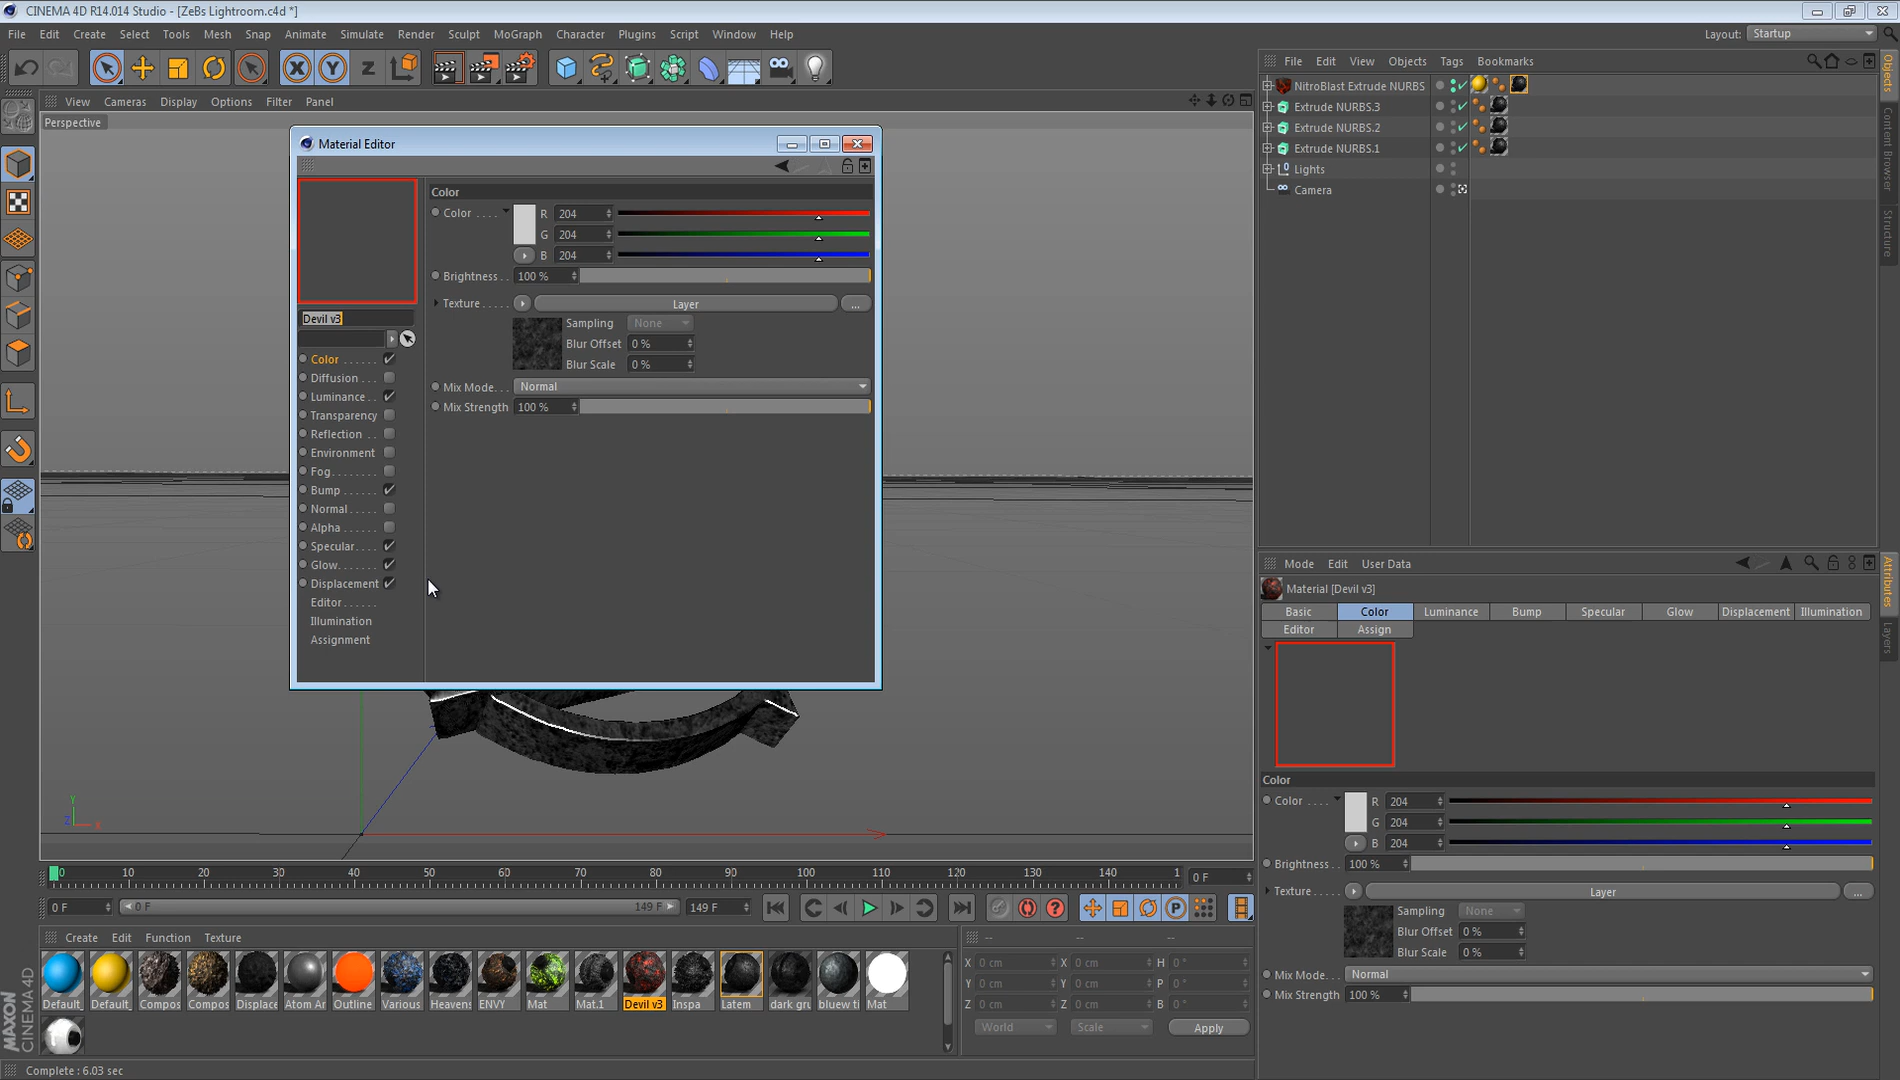 CINEMA 4D R14.014 Studio - [ZeBs Lightroom.c4d *]
File Edit Create Select Tools Mesh Snap Animate Simulate Render Sculpt MoGraph Character Plugins Script Window Help
Layout: Startup
X Y Z
View Cameras Display Options Filter Panel
Perspective
Material Editor
Color
Color . . . . R 204
G 204
B 204
Brightness . . 100 %
Texture . . . . . Layer ...
Sampling None
Blur Offset 0 %
Blur Scale 0 %
Mix Mode. . . Normal
Mix Strength 100 %
Devil v3
Color . . . . . .
Diffusion . . .
Luminance . .
Transparency
Reflection . .
Environment
Fog. . . . . . .
Bump . . . . . .
Normal . . . . .
Alpha . . . . . .
Specular. . . .
Glow. . . . . . .
Displacement
Editor . . . . . .
Illumination
Assignment
File Edit View Objects Tags Bookmarks
NitroBlast Extrude NURBS
Extrude NURBS.3
Extrude NURBS.2
Extrude NURBS.1
Lights
Camera
Objects
Content Browser
Structure
Mode Edit User Data
Material [Devil v3]
Basic Color Luminance Bump Specular Glow Displacement Illumination
Editor Assign
Attributes
Layers
Color
Color . . . . R 204
G 204
B 204
Brightness . . 100 %
Texture . . . . . Layer ...
Sampling None
Blur Offset 0 %
Blur Scale 0 %
Mix Mode. . . Normal
Mix Strength 100 %
Y
Z X
0 10 20 30 40 50 60 70 80 90 100 110 120 130 140 1 0 F
0 F 0 F 149 F 149 F
Create Edit Function Texture
Default_ Default_ Compos Compos Displace Atom Ar Outline Various Heavens ENVY Mat Mat.1 Devil v3 Inspa Latem dark gru bluew ti Mat
-- -- --
X 0 cm X 0 cm H 0 °
Y 0 cm Y 0 cm P 0 °
Z 0 cm Z 0 cm B 0 °
World Scale Apply
MAXON
CINEMA4D
Complete : 6.03 sec